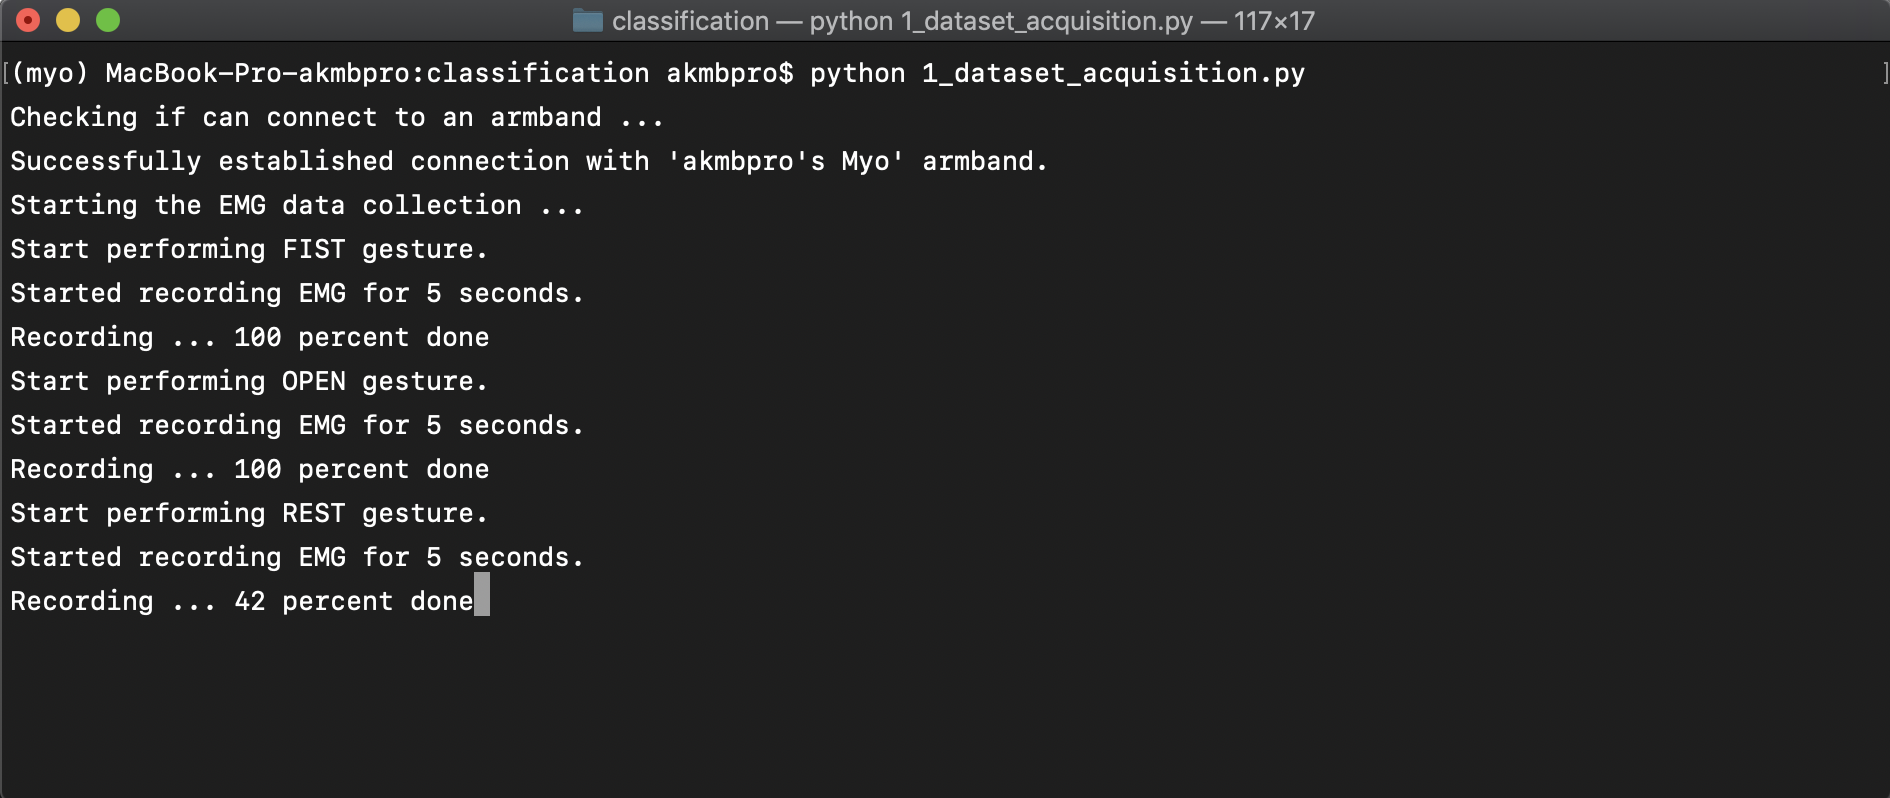 classification — python 1_dataset_acquisition.py — 117×17
[(myo) MacBook-Pro-akmbpro:classification akmbpro$ python 1_dataset_acquisition.py ]
Checking if can connect to an armband ...
Successfully established connection with 'akmbpro's Myo' armband.
Starting the EMG data collection ...
Start performing FIST gesture.
Started recording EMG for 5 seconds.
Recording ... 100 percent done
Start performing OPEN gesture.
Started recording EMG for 5 seconds.
Recording ... 100 percent done
Start performing REST gesture.
Started recording EMG for 5 seconds.
Recording ... 42 percent done